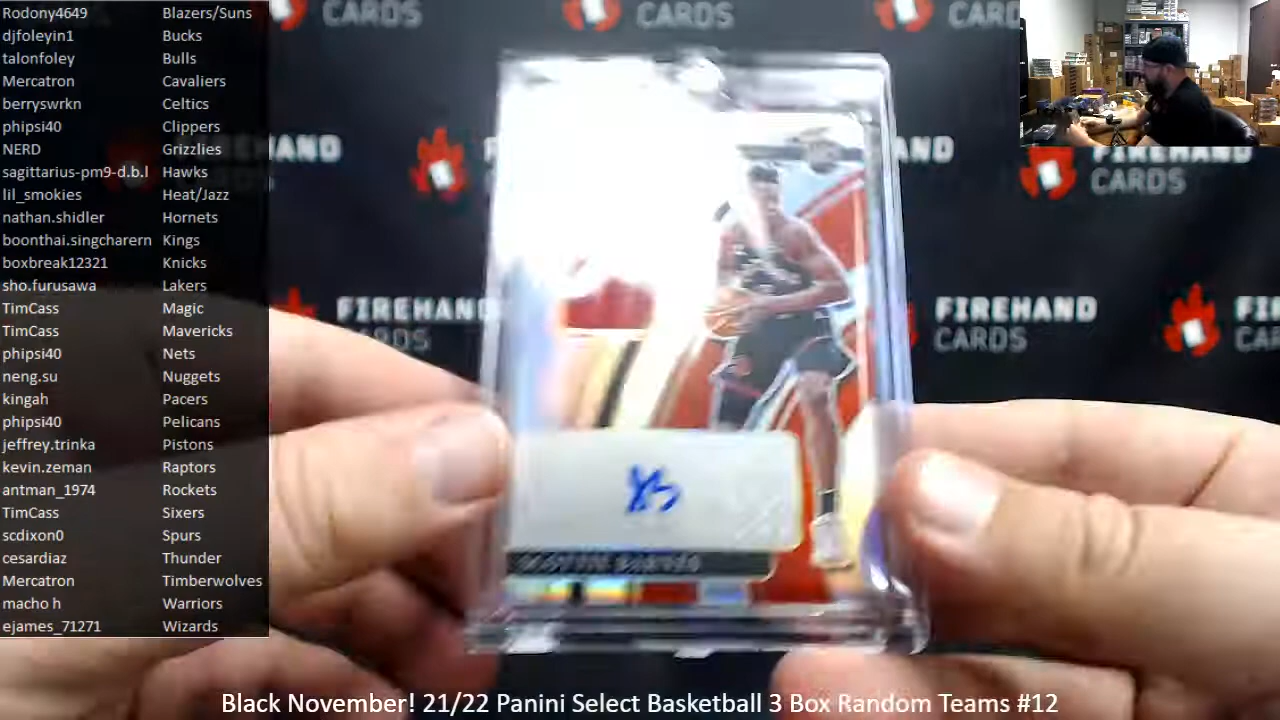 Rodony4649 Blazers/Suns
djfoleyin1 Bucks
talonfoley Bulls
Mercatron Cavaliers
berryswrkn Celtics
phipsi40 Clippers
NERD Grizzlies
sagittarius-pm9-d.b.l Hawks
lil_smokies Heat/Jazz
nathan.shidler Hornets
boonthai.singcharern Kings
boxbreak12321 Knicks
sho.furusawa Lakers
TimCass Magic
TimCass Mavericks
phipsi40 Nets
neng.su Nuggets
kingah Pacers
phipsi40 Pelicans
jeffrey.trinka Pistons
kevin.zeman Raptors
antman_1974 Rockets
TimCass Sixers
scdixon0 Spurs
cesardiaz Thunder
Mercatron Timberwolves
macho h Warriors
ejames_71271 Wizards
CARDS
CARDS
CARDS
HAND
AND
FIREHAND
CARDS
FIREHAND
CARDS
FIREHAND
CARDS
Black November! 21/22 Panini Select Basketball 3 Box Random Teams #12